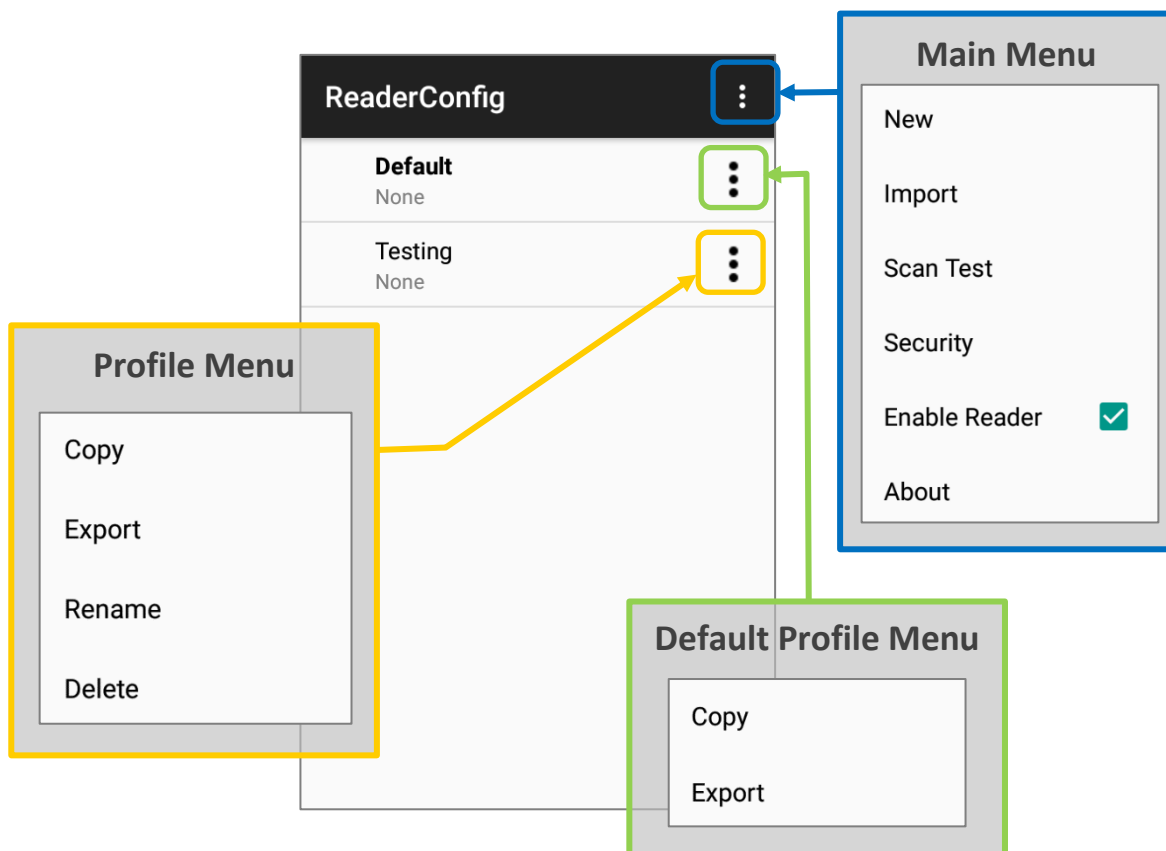 Main Menu
New
Import
Scan Test
Security
Enable Reader
About
ReaderConfig
Default
None
Testing
None
Profile Menu
Copy
Export
Rename
Delete
Default Profile Menu
Copy
Export